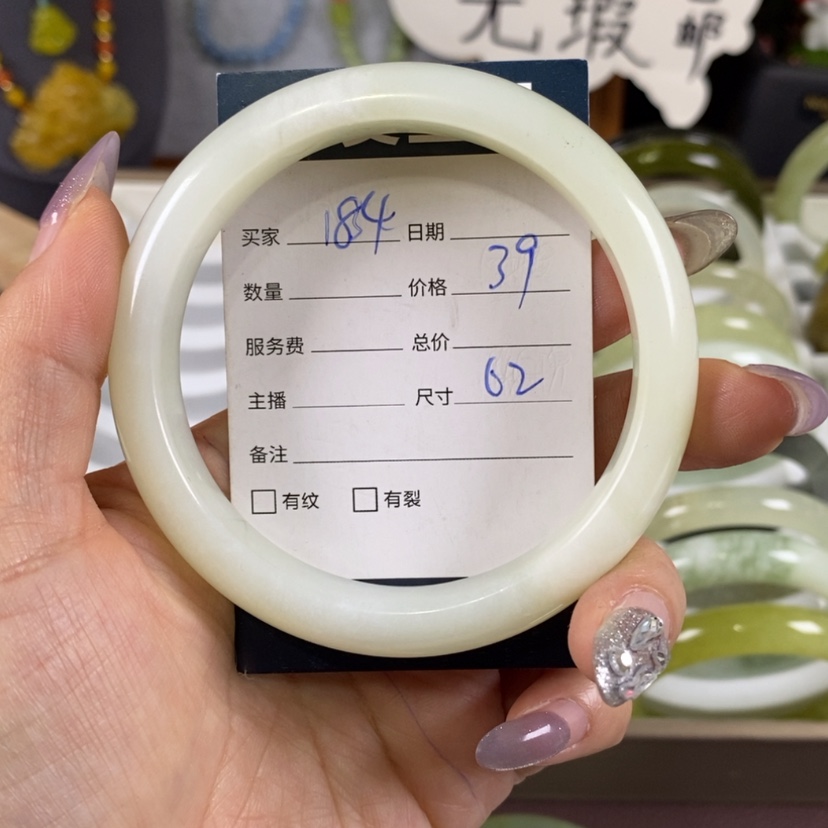 无瑕 邮
买家 184 日期
数量 价格 39
服务费 总价
主播 尺寸 62
备注
有纹 有裂